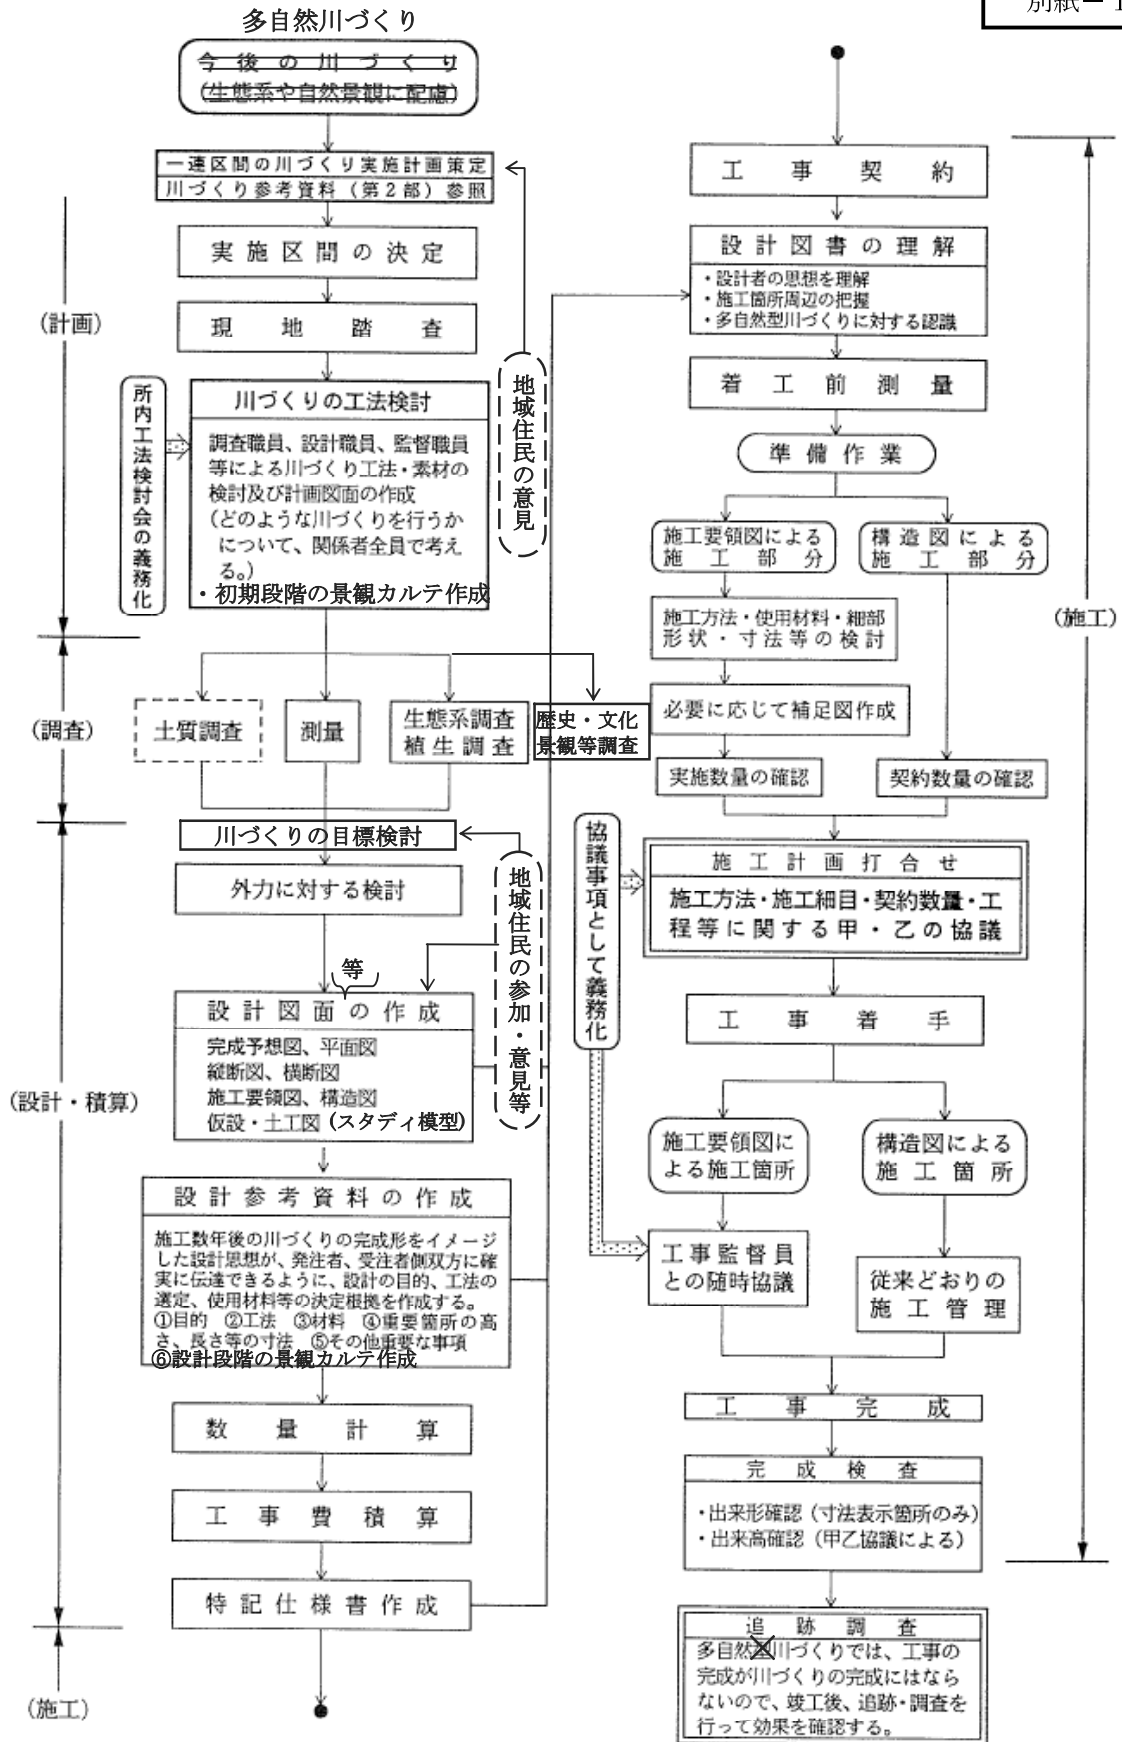 別紙－1
多自然川づくり
今後の川づくり
(生態系や自然景観に配慮)
一連区間の川づくり実施計画策定
川づくり参考資料（第２部）参照
実施区間の決定
現地踏査
（計画）
所内工法検討会の義務化
川づくりの工法検討
調査職員、設計職員、監督職員
等による川づくり工法・素材の
検討及び計画図面の作成
（どのような川づくりを行うか
について、関係者全員で考え
る。）
・初期段階の景観カルテ作成
地域住民の意見
（調査）
土質調査
測量
生態系調査
植生調査
歴史・文化
景観等調査
川づくりの目標検討
外力に対する検討
地域住民の参加・意見等
（設計・積算）
等
設計図面の作成
完成予想図、平面図
縦断図、横断図
施工要領図、構造図
仮設・土工図（スタディ模型）
設計参考資料の作成
施工数年後の川づくりの完成形をイメージ
した設計思想が、発注者、受注者側双方に確
実に伝達できるように、設計の目的、工法の
選定、使用材料等の決定根拠を作成する。
①目的　②工法　③材料　④重要箇所の高
さ、長さ等の寸法　⑤その他重要な事項
⑥設計段階の景観カルテ作成
数量計算
工事費積算
特記仕様書作成
（施工）
工事契約
設計図書の理解
・設計者の思想を理解
・施工箇所周辺の把握
・多自然型川づくりに対する認識
着工前測量
準備作業
施工要領図による
施工部分
構造図による
施工部分
施工方法・使用材料・細部
形状・寸法等の検討
必要に応じて補足図作成
実施数量の確認
契約数量の確認
（施工）
協議事項として義務化
施工計画打合せ
施工方法・施工細目・契約数量・工
程等に関する甲・乙の協議
工事着手
施工要領図に
よる施工箇所
構造図による
施工箇所
工事監督員
との随時協議
従来どおりの
施工管理
工事完成
完成検査
・出来形確認（寸法表示箇所のみ）
・出来高確認（甲乙協議による）
追跡調査
多自然型川づくりでは、工事の
完成が川づくりの完成にはなら
ないので、竣工後、追跡・調査を
行って効果を確認する。